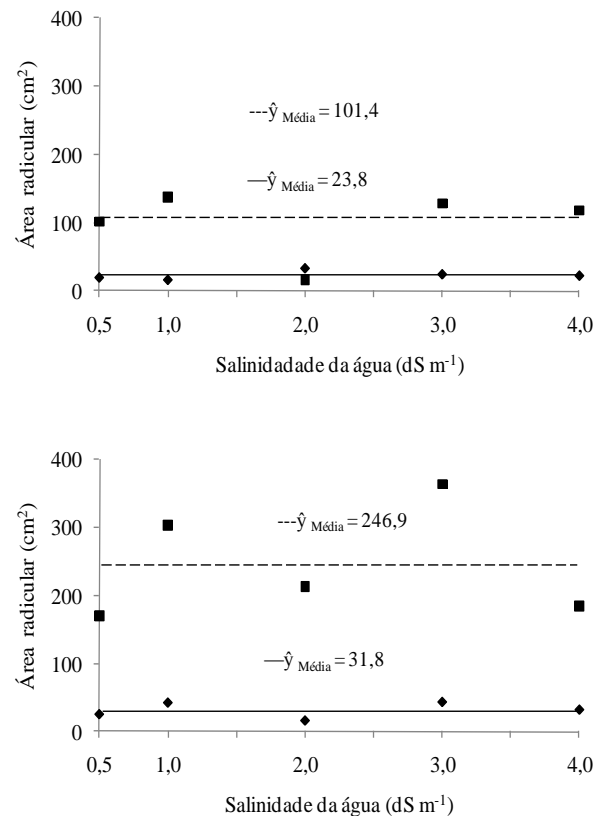 400
300
200
100
0
Área radicular (cm²)
---ŷ Média = 101,4
—ŷ Média = 23,8
0,5 1,0 2,0 3,0 4,0
Salinidadade da água (dS m⁻¹)
400
300
200
100
0
Área radicular (cm²)
---ŷ Média = 246,9
—ŷ Média = 31,8
0,5 1,0 2,0 3,0 4,0
Salinidade da água (dS m⁻¹)